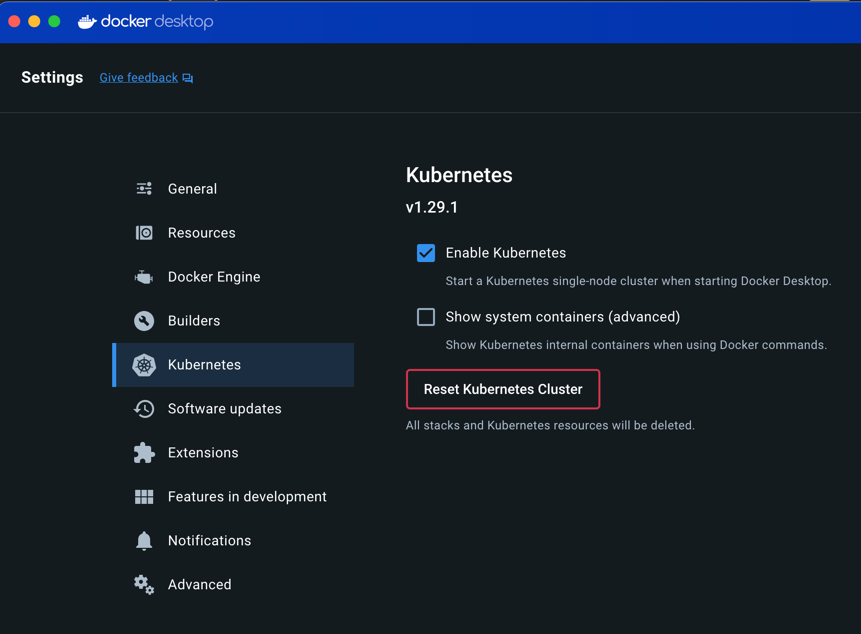 docker desktop
Settings
Give feedback
General
Resources
Docker Engine
Builders
Kubernetes
Software updates
Extensions
Features in development
Notifications
Advanced
Kubernetes
v1.29.1
Enable Kubernetes
Start a Kubernetes single-node cluster when starting Docker Desktop.
Show system containers (advanced)
Show Kubernetes internal containers when using Docker commands.
Reset Kubernetes Cluster
All stacks and Kubernetes resources will be deleted.